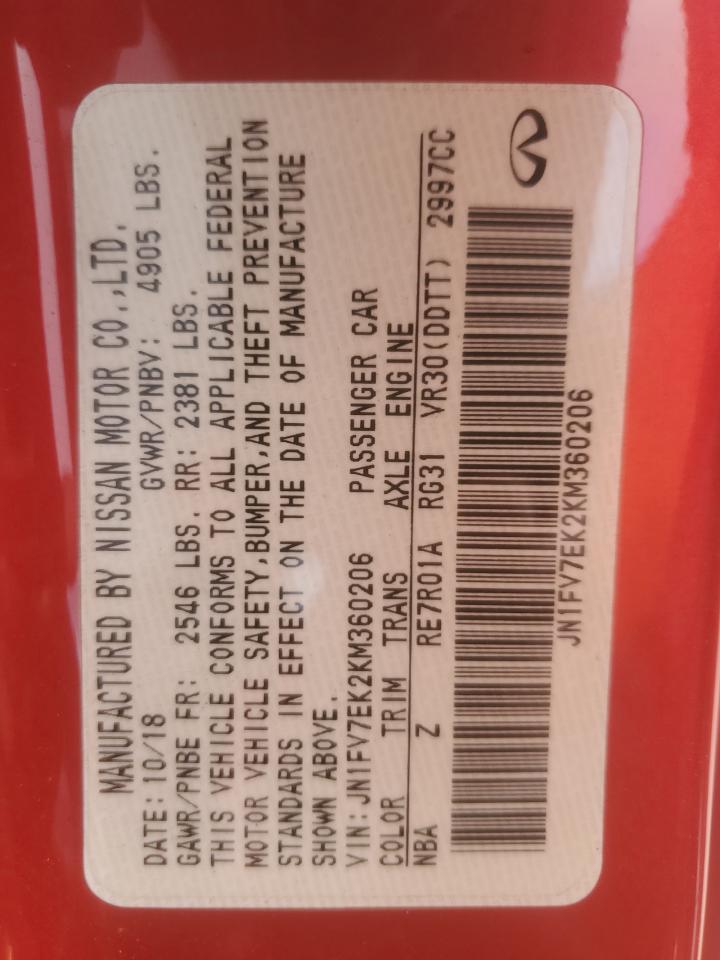 MANUFACTURED BY NISSAN MOTOR CO.,LTD.
DATE: 10/18 GVWR/PNBV: 4905 LBS.
GAWR/PNBE FR: 2546 LBS. RR: 2381 LBS.
THIS VEHICLE CONFORMS TO ALL APPLICABLE FEDERAL
MOTOR VEHICLE SAFETY,BUMPER,AND THEFT PREVENTION
STANDARDS IN EFFECT ON THE DATE OF MANUFACTURE
SHOWN ABOVE.
VIN:JN1FV7EK2KM360206 PASSENGER CAR
COLOR TRIM TRANS AXLE ENGINE
NBA Z RE7R01A RG31 VR30(DDTT) 2997CC
JN1FV7EK2KM360206